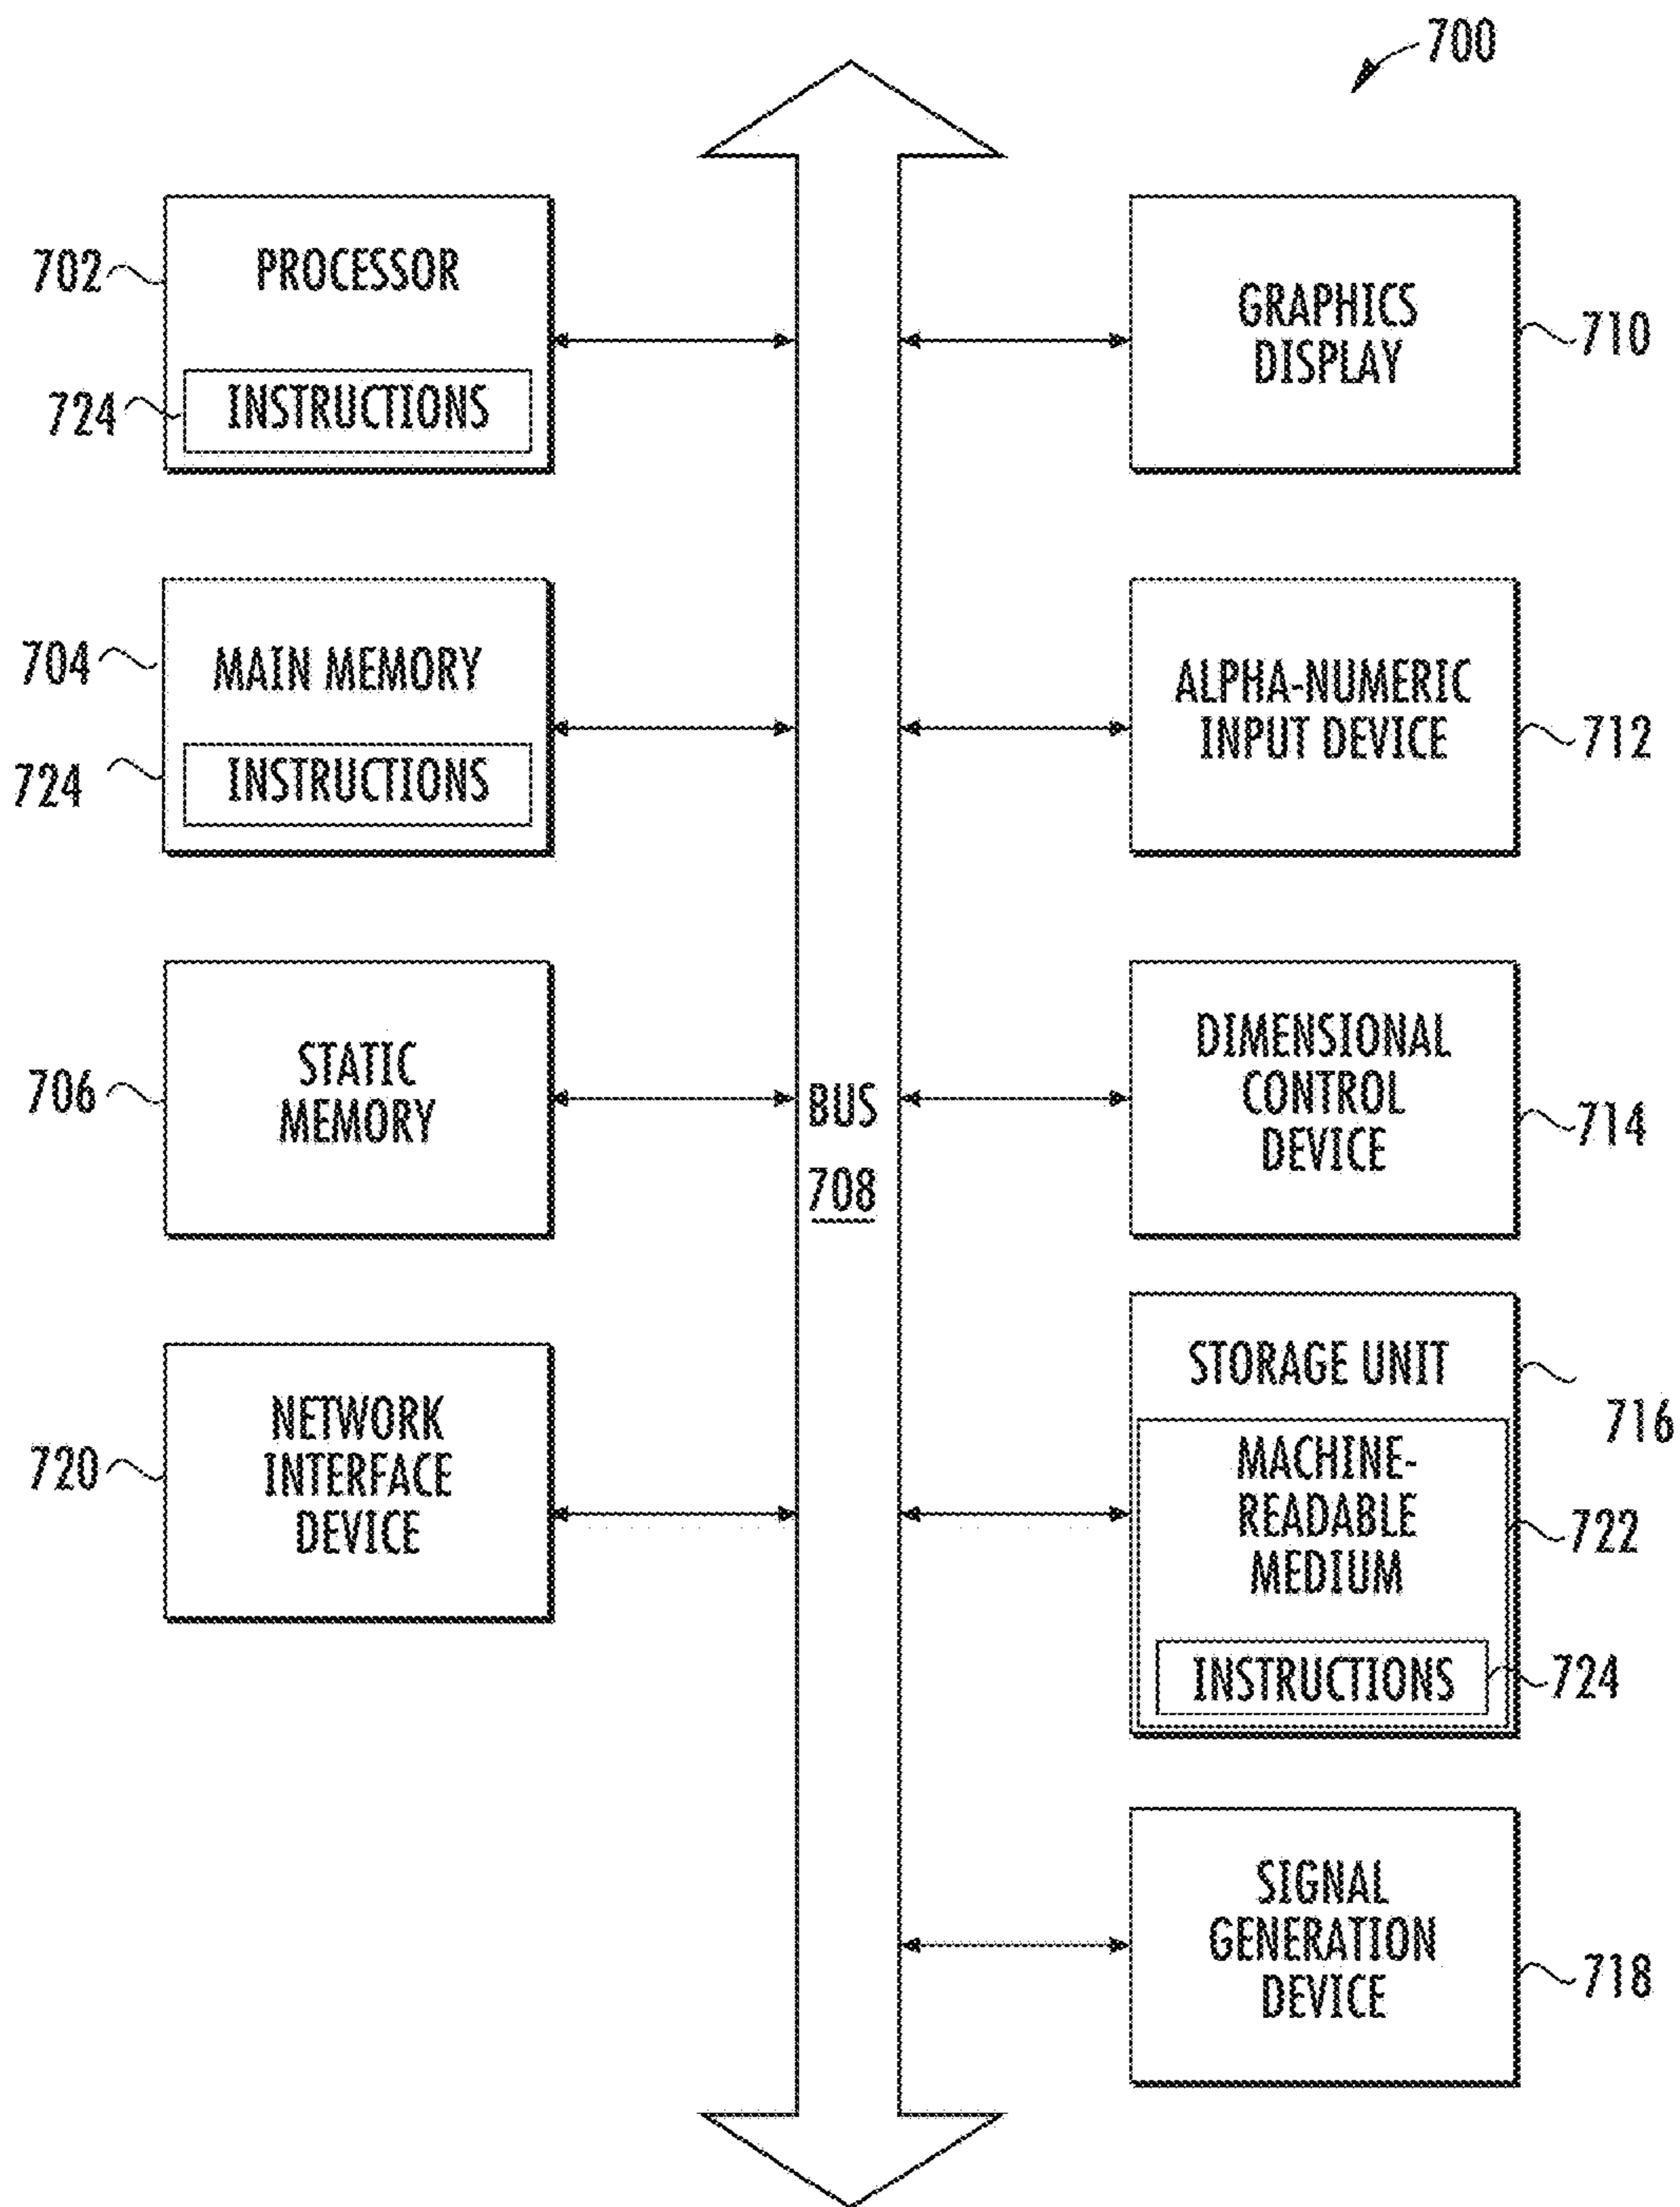 700
702
PROCESSOR
724
INSTRUCTIONS
704
MAIN MEMORY
724
INSTRUCTIONS
706
STATIC
MEMORY
720
NETWORK
INTERFACE
DEVICE
BUS
708
GRAPHICS
DISPLAY
710
ALPHA-NUMERIC
INPUT DEVICE
712
DIMENSIONAL
CONTROL
DEVICE
714
STORAGE UNIT
716
MACHINE-
READABLE
MEDIUM
722
INSTRUCTIONS
724
SIGNAL
GENERATION
DEVICE
718